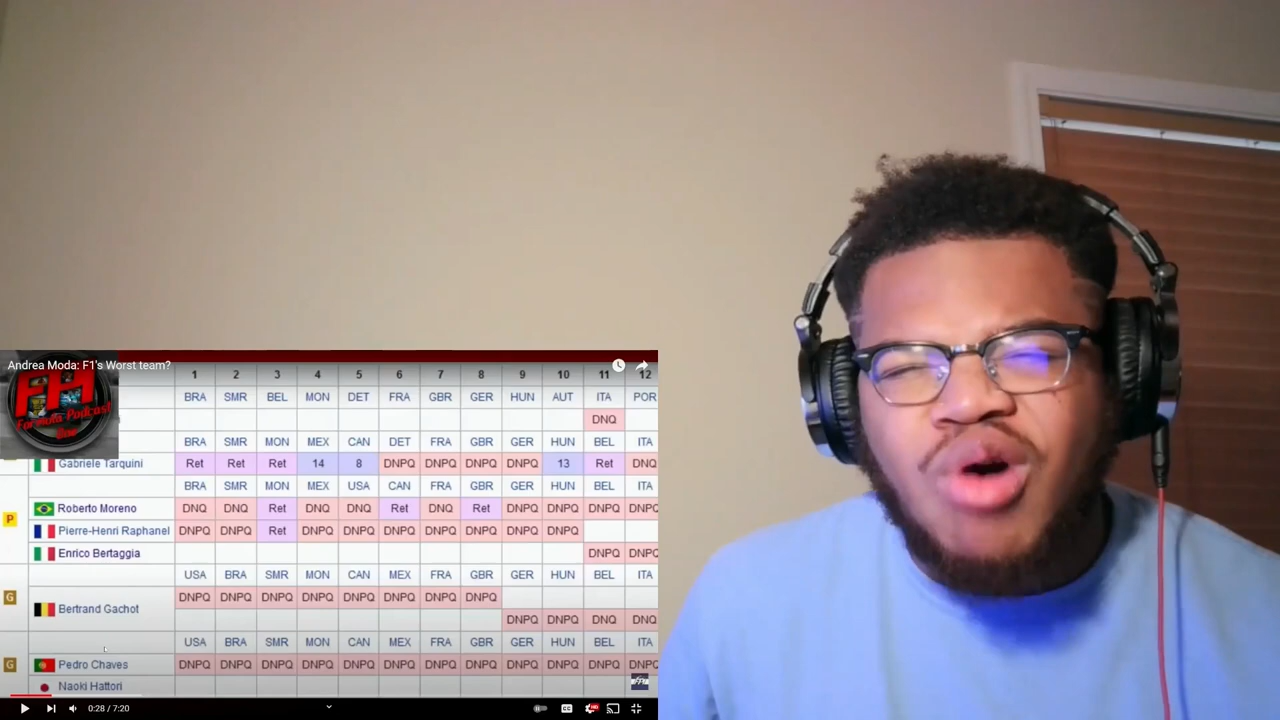 Andrea Moda: F1's Worst team?
FP1
Formula Podcast
One
1 2 3 4 5 6 7 8 9 10 11 12
BRA SMR BEL MON DET FRA GBR GER HUN AUT ITA POR
DNQ
BRA SMR MON MEX CAN DET FRA GBR GER HUN BEL ITA
Gabriele Tarquini Ret Ret Ret 14 8 DNPQ DNPQ DNPQ DNPQ 13 Ret DNQ
BRA SMR MON MEX USA CAN FRA GBR GER HUN BEL ITA
P Roberto Moreno DNQ DNQ Ret DNQ DNQ Ret DNQ Ret DNPQ DNPQ DNPQ DNPQ
Pierre-Henri Raphanel DNPQ DNPQ Ret DNPQ DNPQ DNPQ DNPQ DNPQ DNPQ DNPQ
Enrico Bertaggia DNPQ DNPQ
USA BRA SMR MON CAN MEX FRA GBR GER HUN BEL ITA
G Bertrand Gachot DNPQ DNPQ DNPQ DNPQ DNPQ DNPQ DNPQ DNPQ
DNPQ DNPQ DNQ DNQ
USA BRA SMR MON CAN MEX FRA GBR GER HUN BEL ITA
G Pedro Chaves DNPQ DNPQ DNPQ DNPQ DNPQ DNPQ DNPQ DNPQ DNPQ DNPQ DNPQ DNPQ
Naoki Hattori
0:28 / 7:20